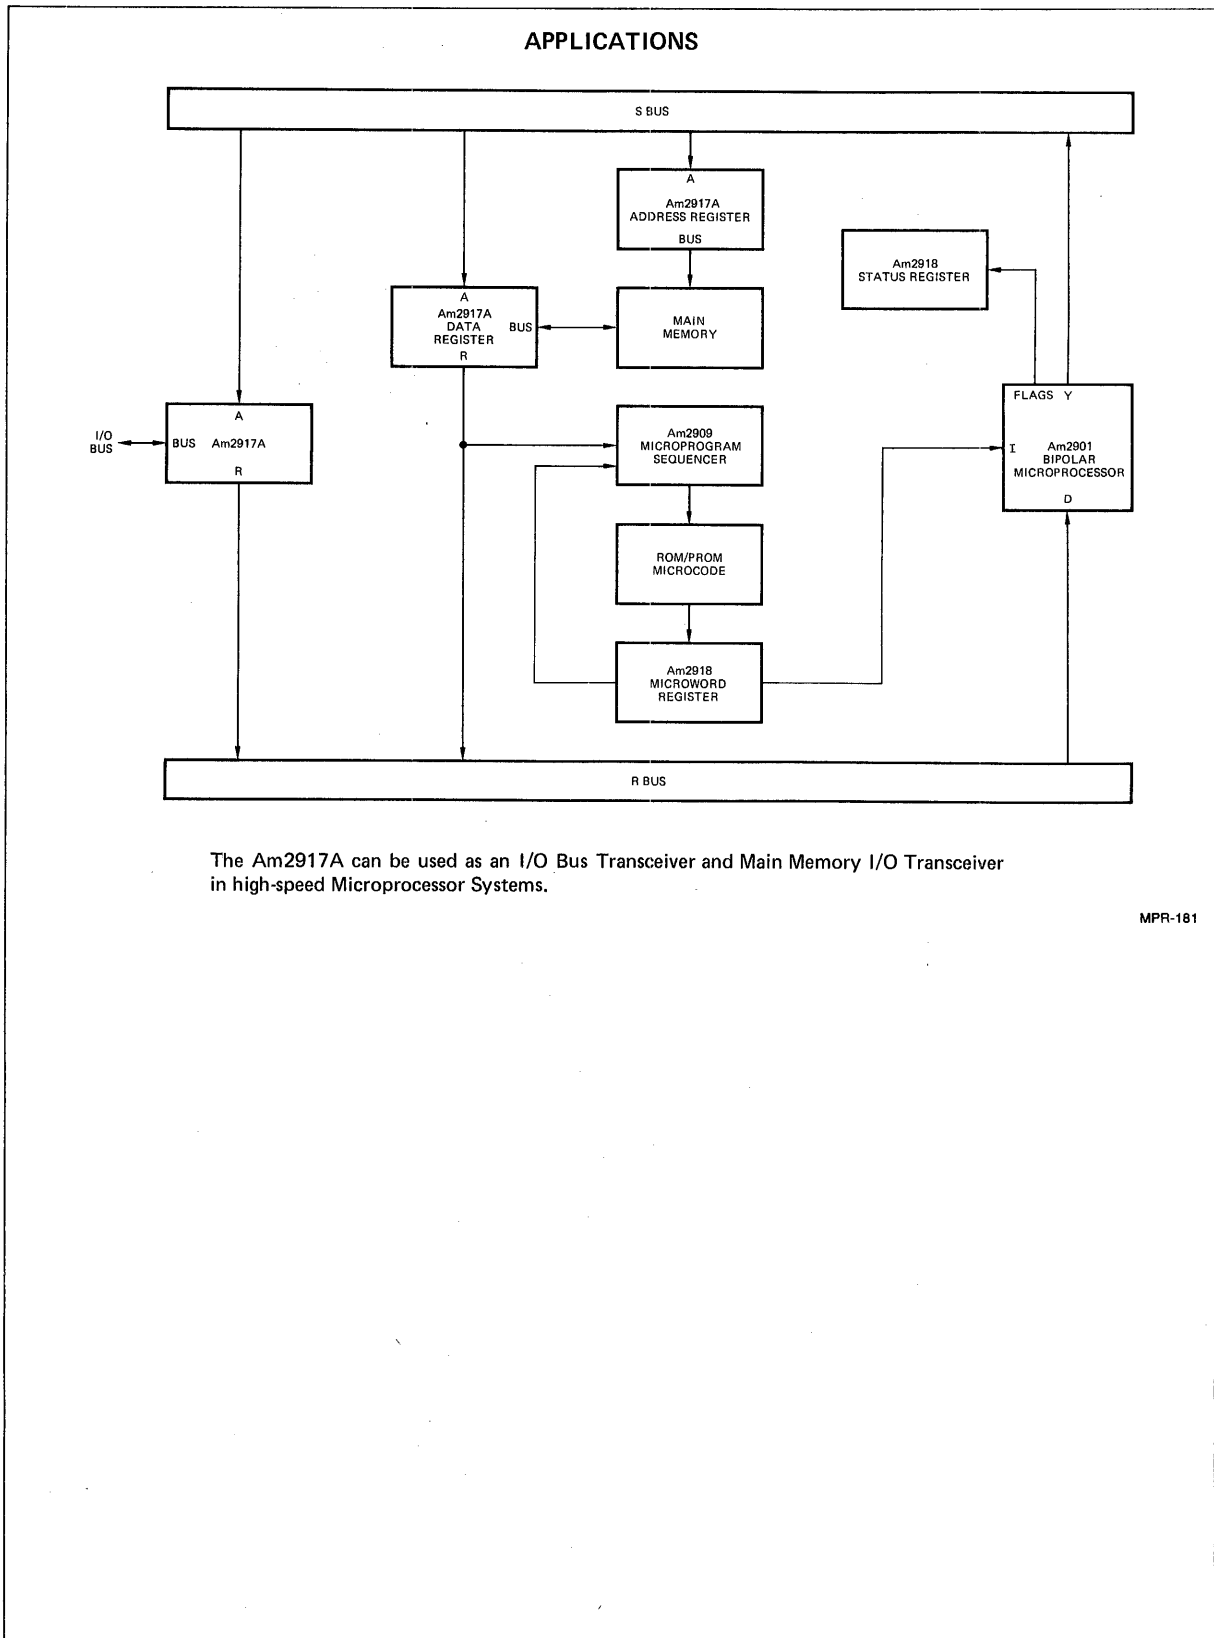 APPLICATIONS
S BUS
A
Am2917A
ADDRESS REGISTER
BUS
Am2918
STATUS REGISTER
A
Am2917A
DATA
REGISTER
BUS
R
MAIN
MEMORY
FLAGS Y
I
Am2901
BIPOLAR
MICROPROCESSOR
D
I/O
BUS
A
BUS Am2917A
R
Am2909
MICROPROGRAM
SEQUENCER
ROM/PROM
MICROCODE
Am2918
MICROWORD
REGISTER
R BUS
The Am2917A can be used as an I/O Bus Transceiver and Main Memory I/O Transceiver
in high-speed Microprocessor Systems.
MPR-181